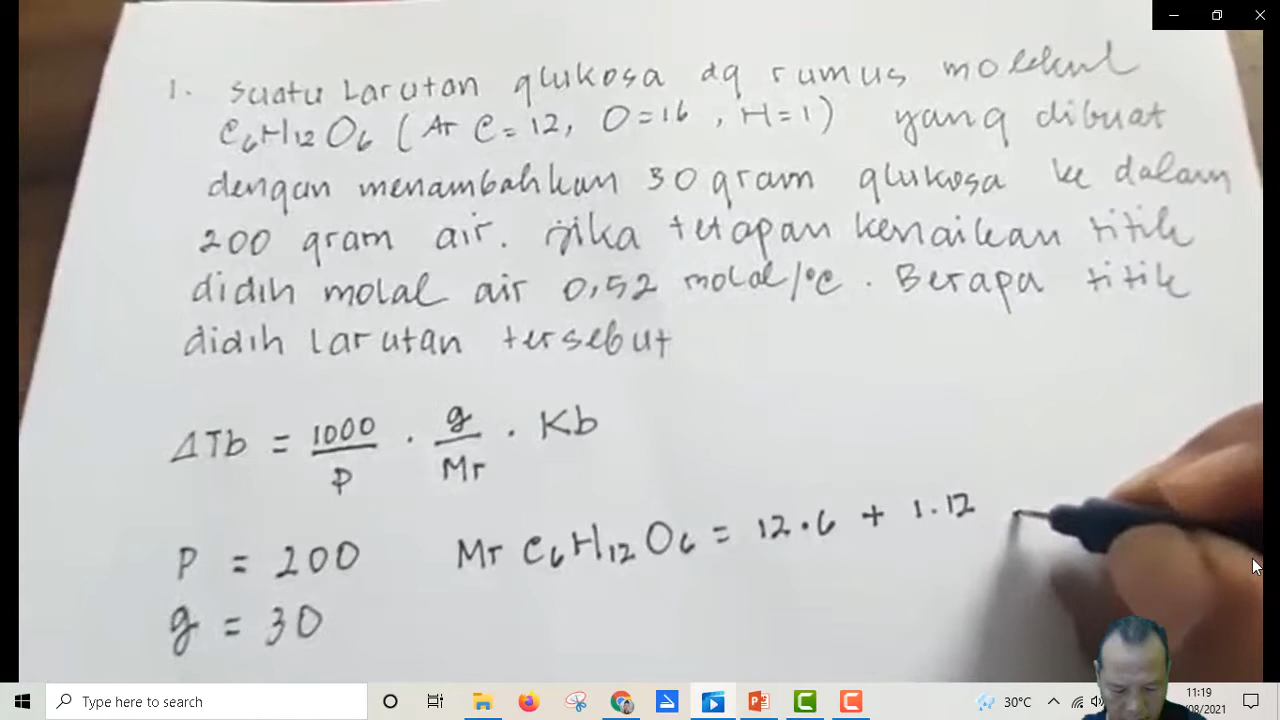 1. Suatu Larutan glukosa dg rumus molekul
C6H12O6 (Ar C = 12, O = 16, H = 1) yang dibuat
dengan menambahkan 30 gram glukosa ke dalam
200 gram air. jika tetapan kenaikan titik
didih molal air 0,52 molal/°C. Berapa titik
didih larutan tersebut
ΔTb = 1000/P · g/Mr · Kb
P = 200 Mr C6H12O6 = 12.6 + 1.12
g = 30
Type here to search
30°C
11:19
/08/2021